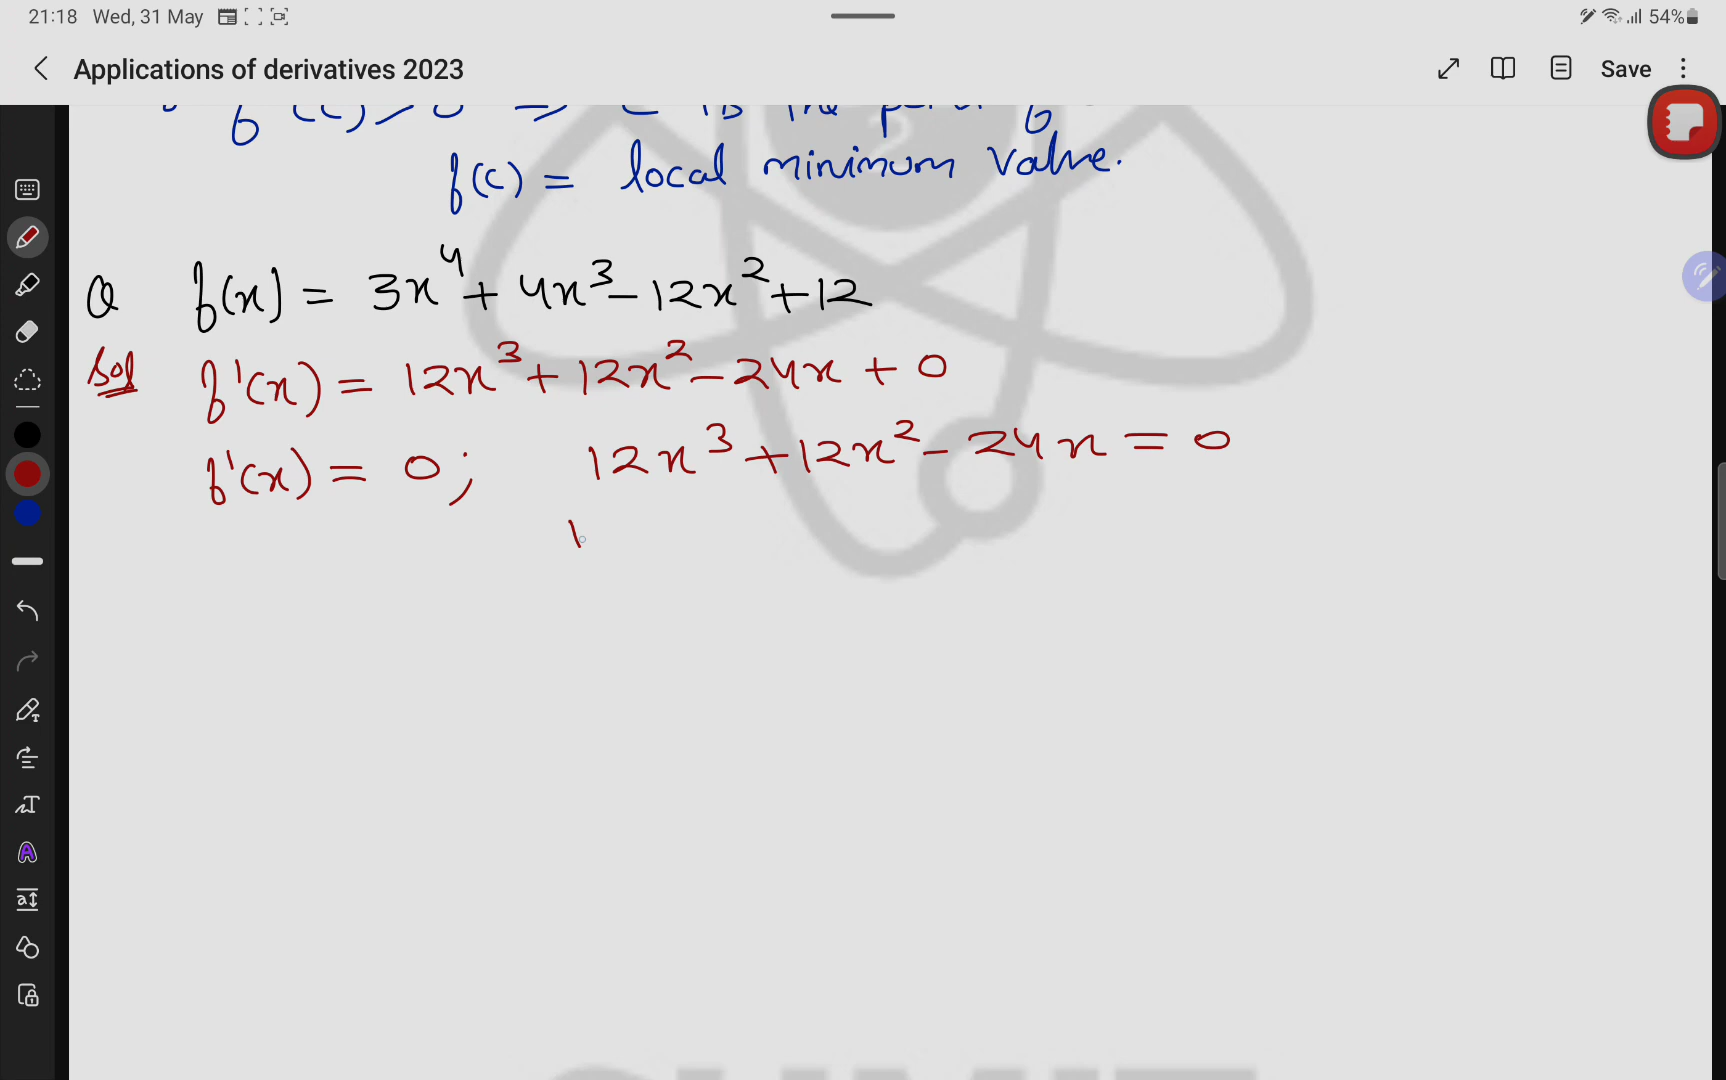 21:18 Wed, 31 May 54%
Applications of derivatives 2023 Save
f(c) = local minimum value.
Q f(x) = 3x⁴ + 4x³ - 12x² + 12
Sol f'(x) = 12x³ + 12x² - 24x + 0
f'(x) = 0; 12x³ + 12x² - 24x = 0